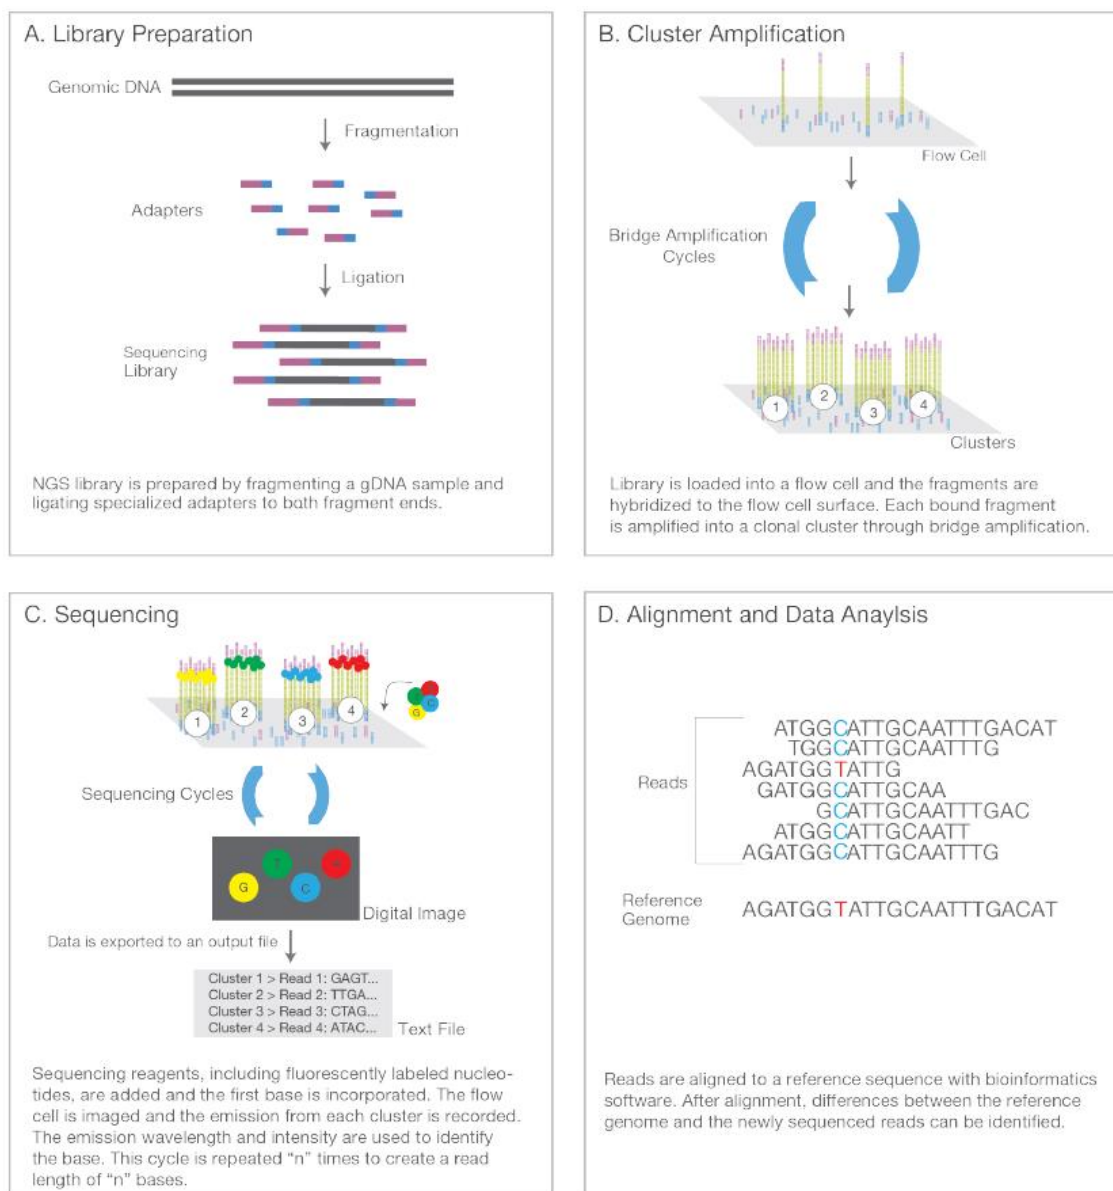 A. Library Preparation
Genomic DNA
Fragmentation
Adapters
Ligation
Sequencing
Library
NGS library is prepared by fragmenting a gDNA sample and
ligating specialized adapters to both fragment ends.
B. Cluster Amplification
Flow Cell
Bridge Amplification
Cycles
1
2
3
4
Clusters
Library is loaded into a flow cell and the fragments are
hybridized to the flow cell surface. Each bound fragment
is amplified into a clonal cluster through bridge amplification.
C. Sequencing
1
2
3
4
C
G
Sequencing Cycles
T
A
G
C
Digital Image
Data is exported to an output file
Cluster 1 > Read 1: GAGT...
Cluster 2 > Read 2: TTGA...
Cluster 3 > Read 3: CTAG...
Cluster 4 > Read 4: ATAC...
Text File
Sequencing reagents, including fluorescently labeled nucleo-
tides, are added and the first base is incorporated. The flow
cell is imaged and the emission from each cluster is recorded.
The emission wavelength and intensity are used to identify
the base. This cycle is repeated “n” times to create a read
length of “n” bases.
D. Alignment and Data Anaylsis
Reads
ATGGCATTGCAATTTGACAT
TGGCATTGCAATTTG
AGATGGTATTG
GATGGCATTGCAA
GCATTGCAATTTGAC
ATGGCATTGCAATT
AGATGGCATTGCAATTTG
Reference
Genome
AGATGGTATTGCAATTTGACAT
Reads are aligned to a reference sequence with bioinformatics
software. After alignment, differences between the reference
genome and the newly sequenced reads can be identified.